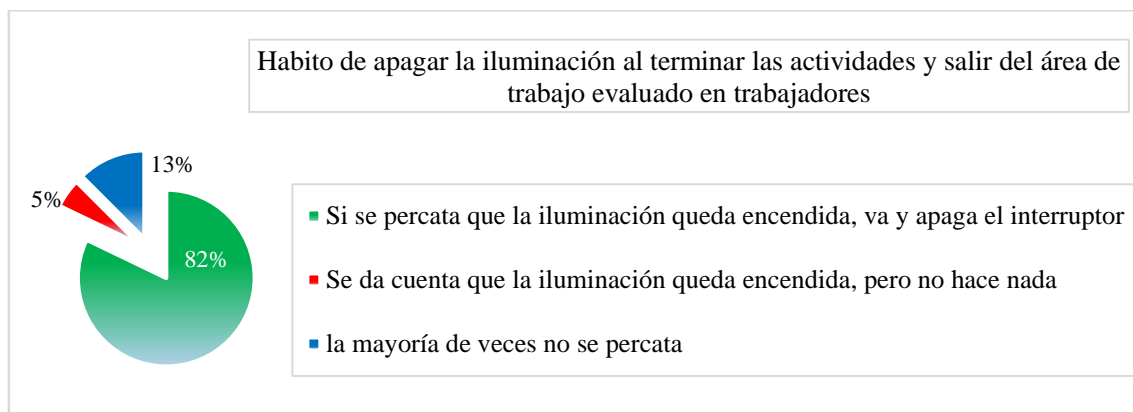 Habito de apagar la iluminación al terminar las actividades y salir del área de
trabajo evaluado en trabajadores
13%
5%
82%
Si se percata que la iluminación queda encendida, va y apaga el interruptor
Se da cuenta que la iluminación queda encendida, pero no hace nada
la mayoría de veces no se percata